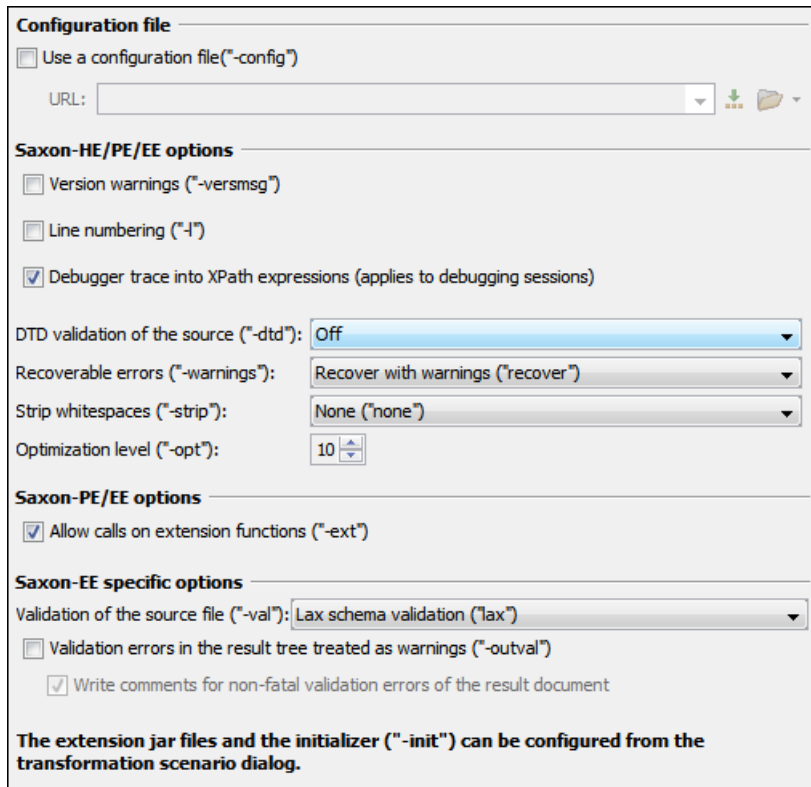 Configuration file
Use a configuration file("-config")
URL:
Saxon-HE/PE/EE options
Version warnings ("-versmsg")
Line numbering ("-l")
Debugger trace into XPath expressions (applies to debugging sessions)
DTD validation of the source ("-dtd"): Off
Recoverable errors ("-warnings"): Recover with warnings ("recover")
Strip whitespaces ("-strip"): None ("none")
Optimization level ("-opt"): 10
Saxon-PE/EE options
Allow calls on extension functions ("-ext")
Saxon-EE specific options
Validation of the source file ("-val"): Lax schema validation ("lax")
Validation errors in the result tree treated as warnings ("-outval")
Write comments for non-fatal validation errors of the result document
The extension jar files and the initializer ("-init") can be configured from the
transformation scenario dialog.